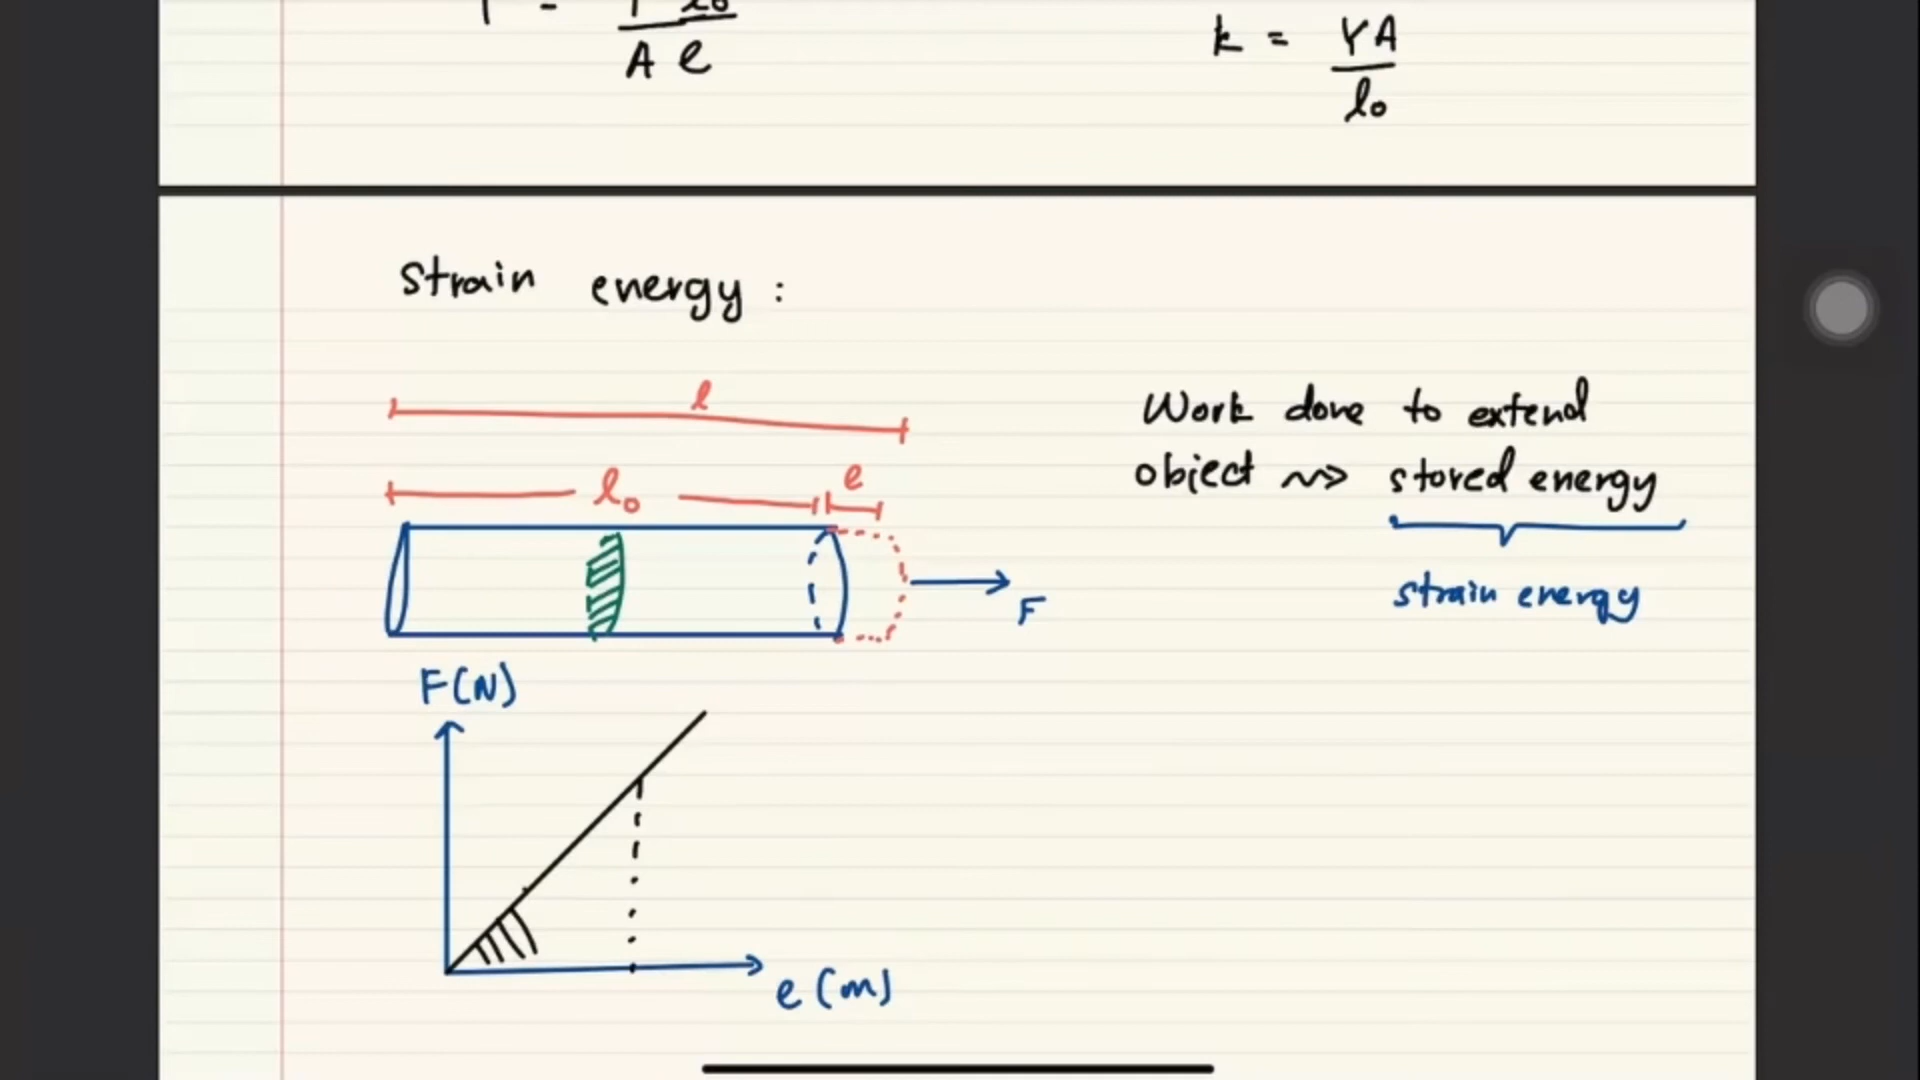 A e
k = YA
l₀
Strain energy :
l
l₀ e
F
Work done to extend
object ⇝ stored energy
strain energy
F(N)
e (m)